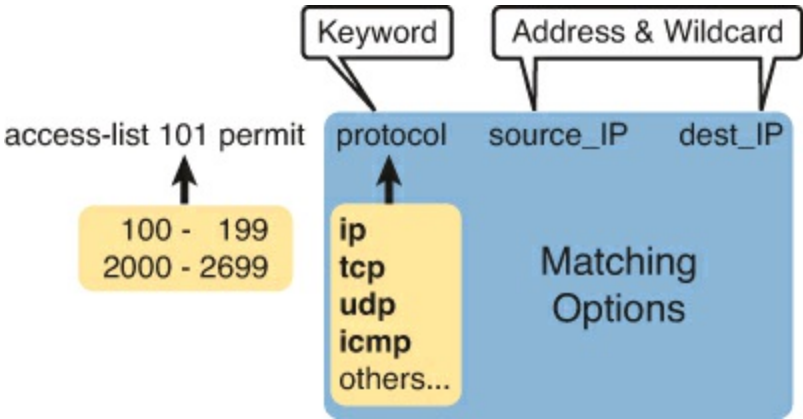 Keyword
Address & Wildcard
access-list 101 permit protocol source_IP dest_IP
100 - 199
2000 - 2699
ip
tcp
udp
icmp
others...
Matching
Options